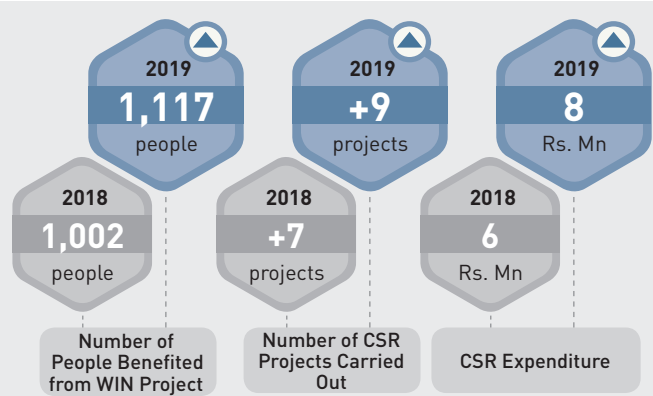 2019
1,117
people
2018
1,002
people
Number of
People Benefited
from WIN Project
2019
+9
projects
2018
+7
projects
Number of CSR
Projects Carried
Out
2019
8
Rs. Mn
2018
6
Rs. Mn
CSR Expenditure